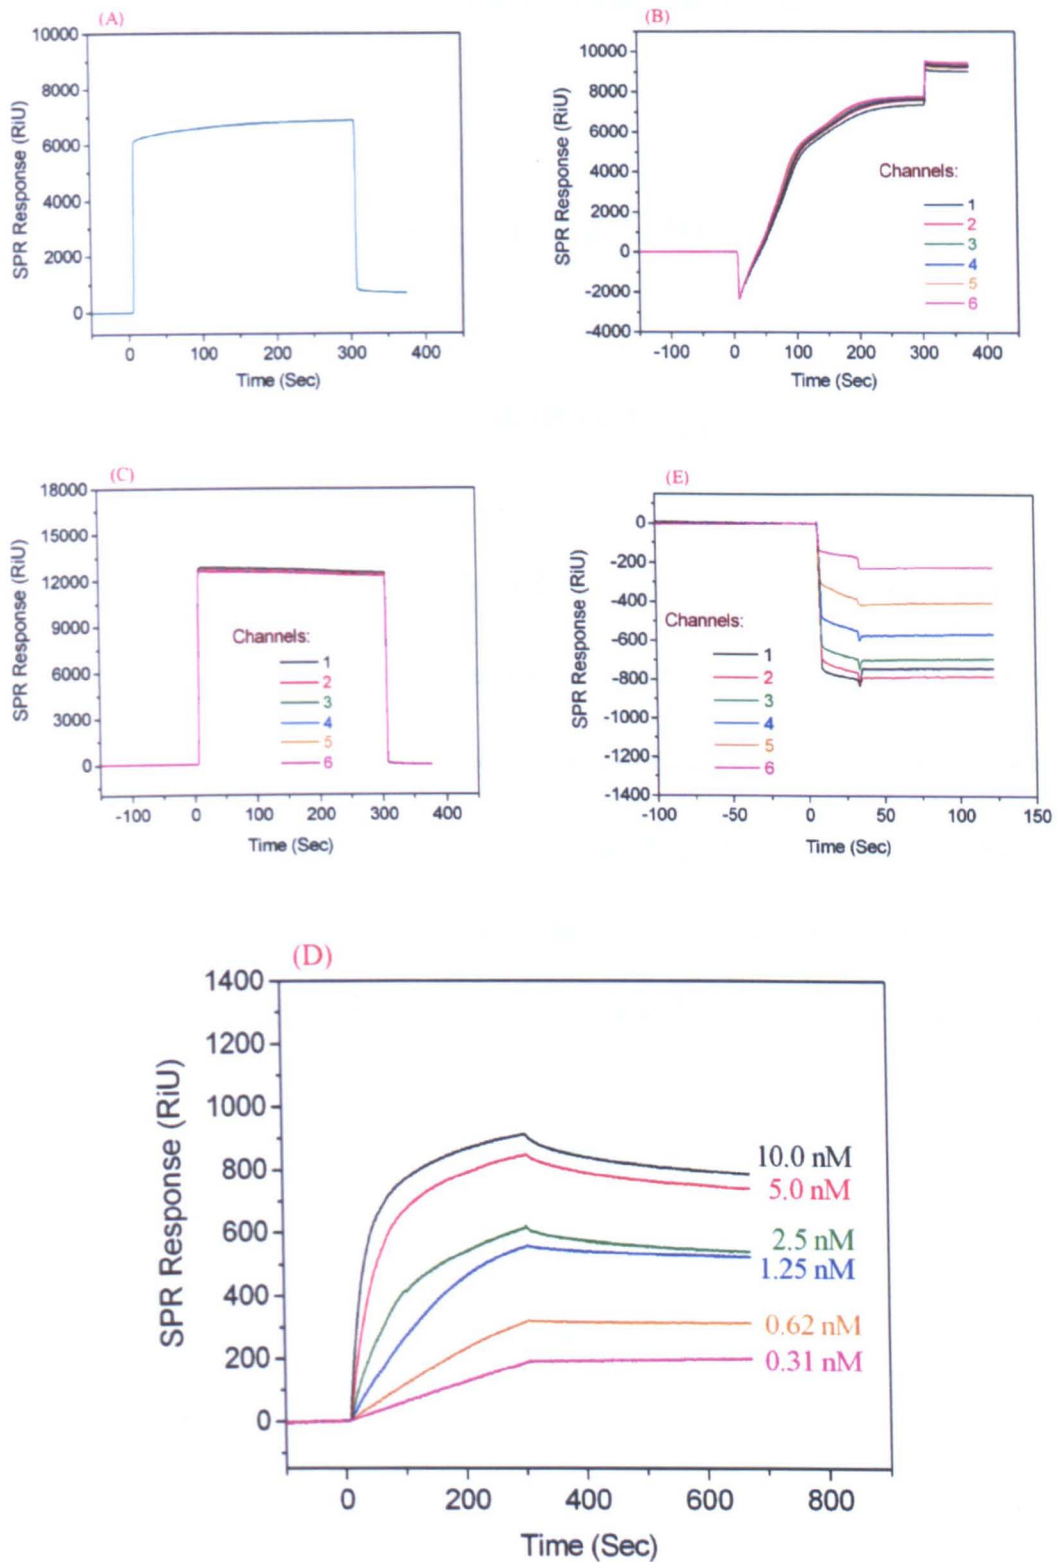 (A)
10000
8000
6000
4000
2000
0
SPR Response (RiU)
0 100 200 300 400
Time (Sec)
(B)
10000
8000
6000
4000
2000
0
-2000
-4000
SPR Response (RiU)
Channels:
1
2
3
4
5
6
-100 0 100 200 300 400
Time (Sec)
(C)
18000
15000
12000
9000
6000
3000
0
SPR Response (RiU)
Channels:
1
2
3
4
5
6
-100 0 100 200 300 400
Time (Sec)
(E)
0
-200
-400
-600
-800
-1000
-1200
-1400
SPR Response (RiU)
Channels:
1
2
3
4
5
6
-100 -50 0 50 100 150
Time (Sec)
(D)
1400
1200
1000
800
600
400
200
0
SPR Response (RiU)
10.0 nM
5.0 nM
2.5 nM
1.25 nM
0.62 nM
0.31 nM
0 200 400 600 800
Time (Sec)